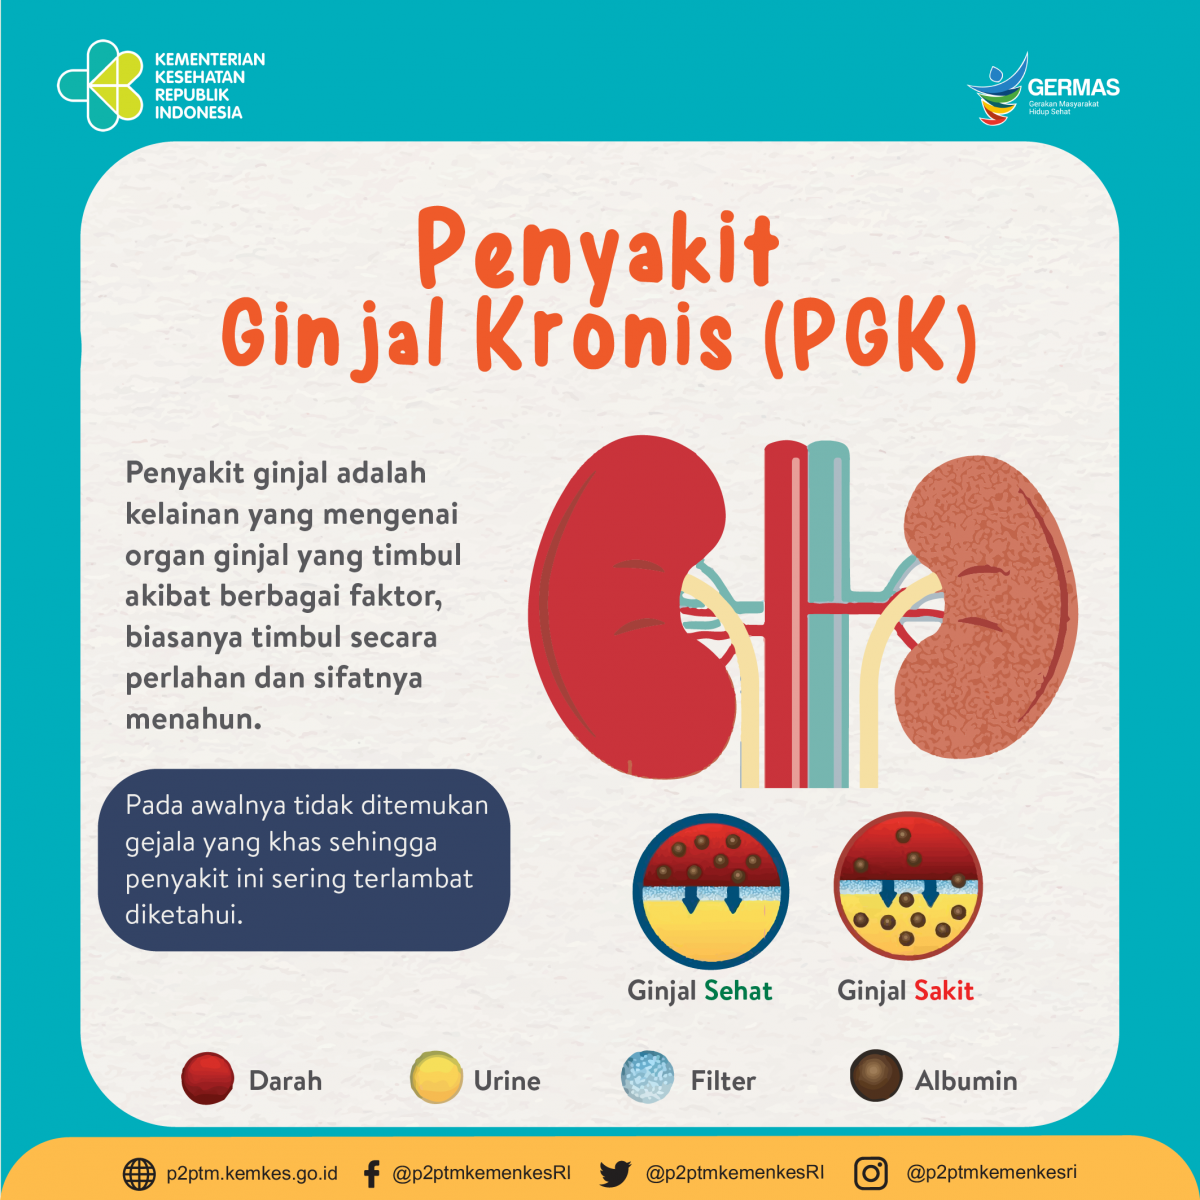 KEMENTERIAN
KESEHATAN
REPUBLIK
INDONESIA
GERMAS
Gerakan Masyarakat
Hidup Sehat
Penyakit
Ginjal Kronis (PGK)
Penyakit ginjal adalah
kelainan yang mengenai
organ ginjal yang timbul
akibat berbagai faktor,
biasanya timbul secara
perlahan dan sifatnya
menahun.
Pada awalnya tidak ditemukan
gejala yang khas sehingga
penyakit ini sering terlambat
diketahui.
Ginjal Sehat
Ginjal Sakit
Darah
Urine
Filter
Albumin
p2ptm.kemkes.go.id
@p2ptmkemenkesRI
@p2ptmkemenkesRI
@p2ptmkemenkesri